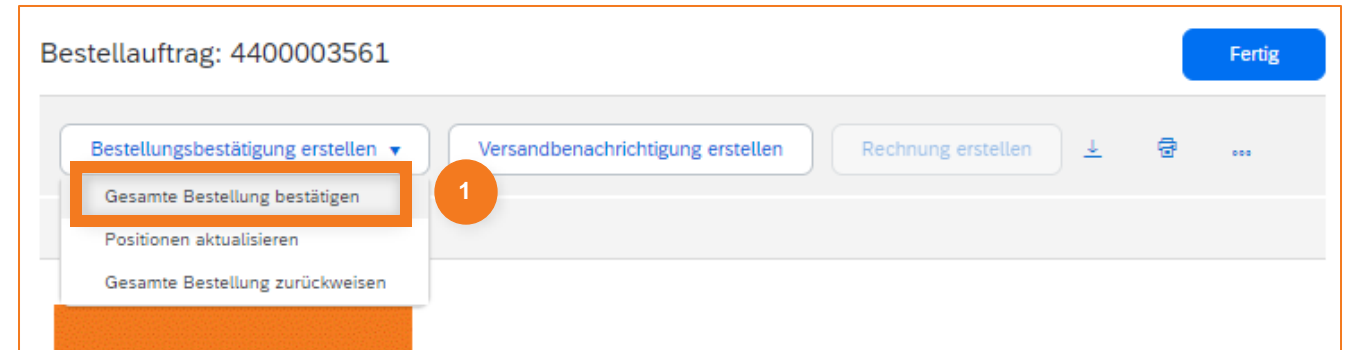 Bestellauftrag: 4400003561
Fertig
Bestellungsbestätigung erstellen
Versandbenachrichtigung erstellen
Rechnung erstellen
Gesamte Bestellung bestätigen
1
Positionen aktualisieren
Gesamte Bestellung zurückweisen